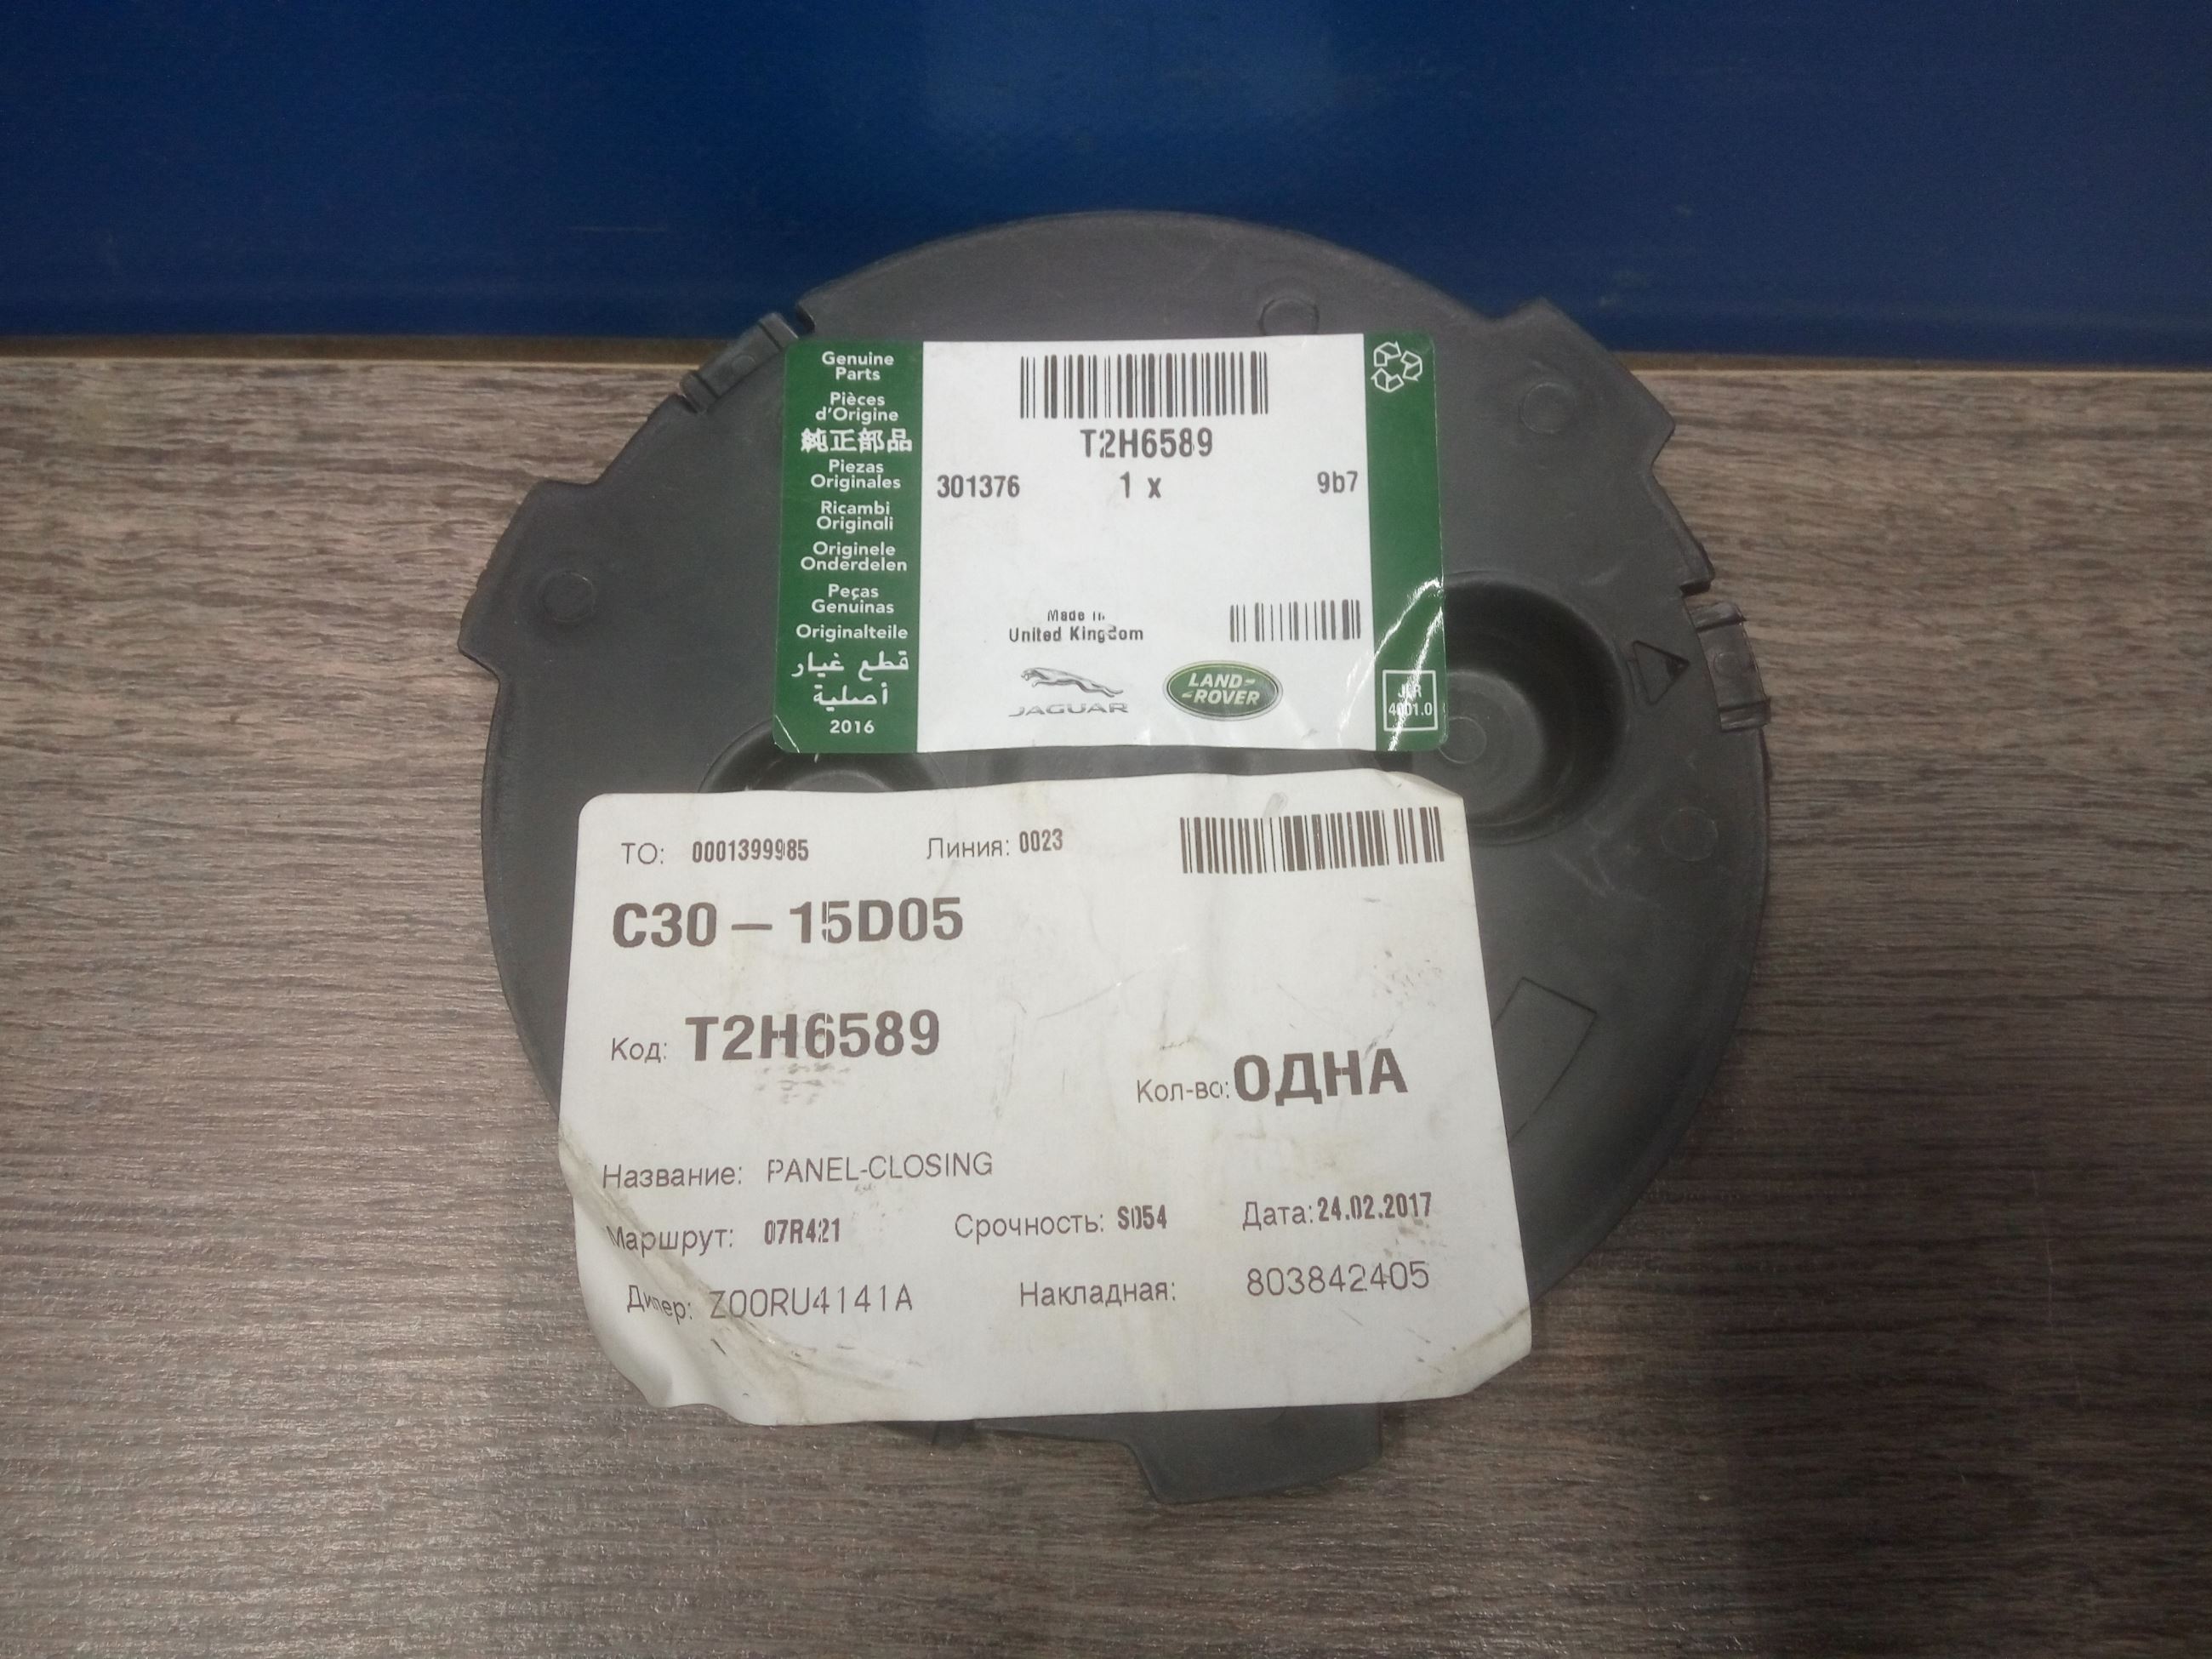 Genuine
Parts
Pièces
d'Origine
純正部品
Piezas
Originales
Ricambi
Originali
Originele
Onderdelen
Peças
Genuinas
Originalteile
قطع غيار
أصلية
2016
T2H6589
301376 1 x 9b7
Made in
United Kingdom
JAGUAR
LAND-
-ROVER
JLR
4001.0
ТО: 0001399985 Линия: 0023
C30 – 15D05
Код: T2H6589
Кол-во: ОДНА
Название: PANEL-CLOSING
Маршрут: 07R421 Срочность: S054 Дата: 24.02.2017
Дилер: Z00RU4141A Накладная: 803842405